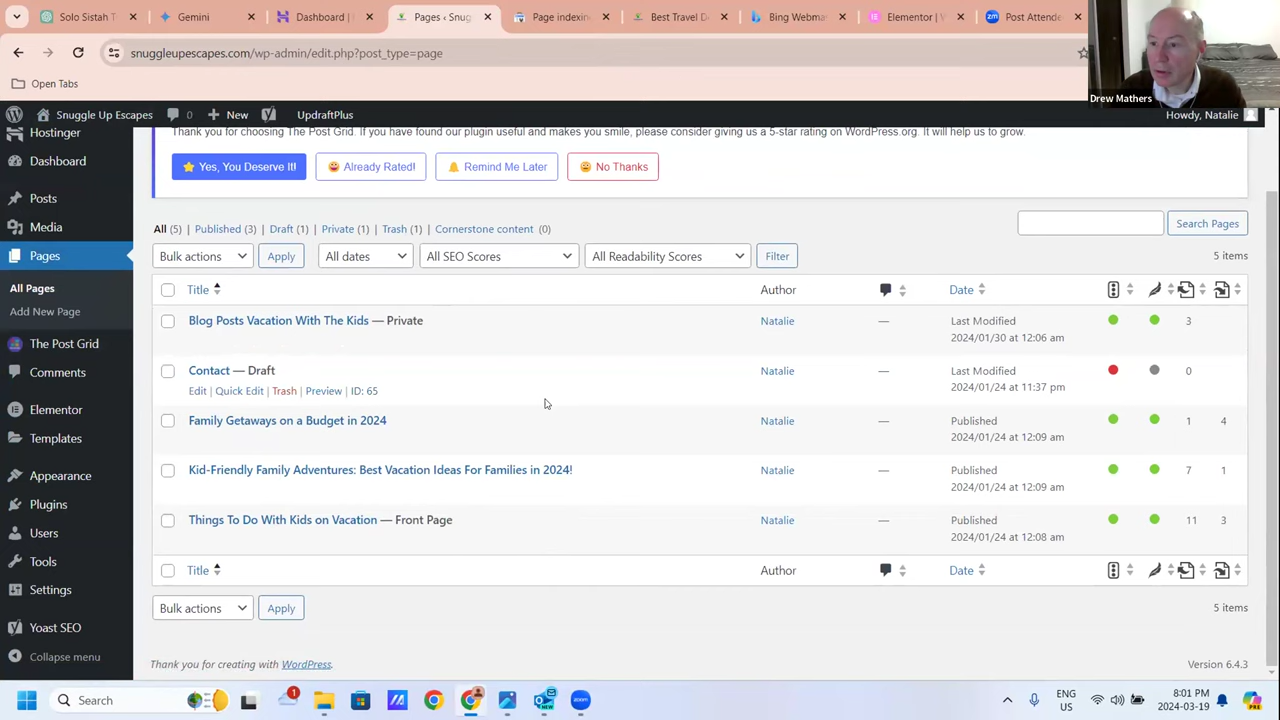 Solo Sistah Th
Gemini
Dashboard |
Pages ‹ Snug
Page indexin
Best Travel D
Bing Webma
Elementor | W
Post Attende
snuggleupescapes.com/wp-admin/edit.php?post_type=page
Open Tabs
Drew Mathers
Snuggle Up Escapes
0
New
UpdraftPlus
Howdy, Natalie
Hostinger
Dashboard
Posts
Media
Pages
All Pages
Add New Page
The Post Grid
Comments
Elementor
Templates
Appearance
Plugins
Users
Tools
Settings
Yoast SEO
Collapse menu
Thank you for choosing The Post Grid. If you have found our plugin useful and makes you smile, please consider giving us a 5-star rating on WordPress.org. It will help us to grow.
Yes, You Deserve It!
Already Rated!
Remind Me Later
No Thanks
All (5) | Published (3) | Draft (1) | Private (1) | Trash (1) | Cornerstone content (0)
Search Pages
Bulk actions
Apply
All dates
All SEO Scores
All Readability Scores
Filter
5 items
Title
Author
Date
Blog Posts Vacation With The Kids — Private
Natalie
—
Last Modified
2024/01/30 at 12:06 am
3
Contact — Draft
Edit | Quick Edit | Trash | Preview | ID: 65
Natalie
—
Last Modified
2024/01/24 at 11:37 pm
0
Family Getaways on a Budget in 2024
Natalie
—
Published
2024/01/24 at 12:09 am
1
4
Kid-Friendly Family Adventures: Best Vacation Ideas For Families in 2024!
Natalie
—
Published
2024/01/24 at 12:09 am
7
1
Things To Do With Kids on Vacation — Front Page
Natalie
—
Published
2024/01/24 at 12:08 am
11
3
Title
Author
Date
Bulk actions
Apply
5 items
Thank you for creating with WordPress.
Version 6.4.3
Search
1
zoom
ENG
US
8:01 PM
2024-03-19
PRE